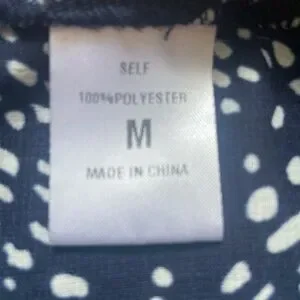 SELF
100%POLYESTER
M
MADE IN CHINA